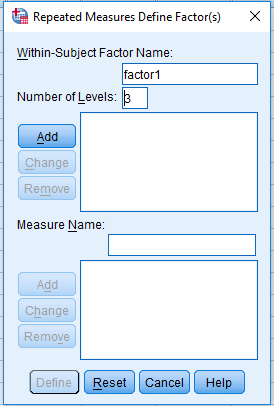 Repeated Measures Define Factor(s)
Within-Subject Factor Name:
factor1
Number of Levels: 3
Add
Change
Remove
Measure Name:
Add
Change
Remove
Define Reset Cancel Help